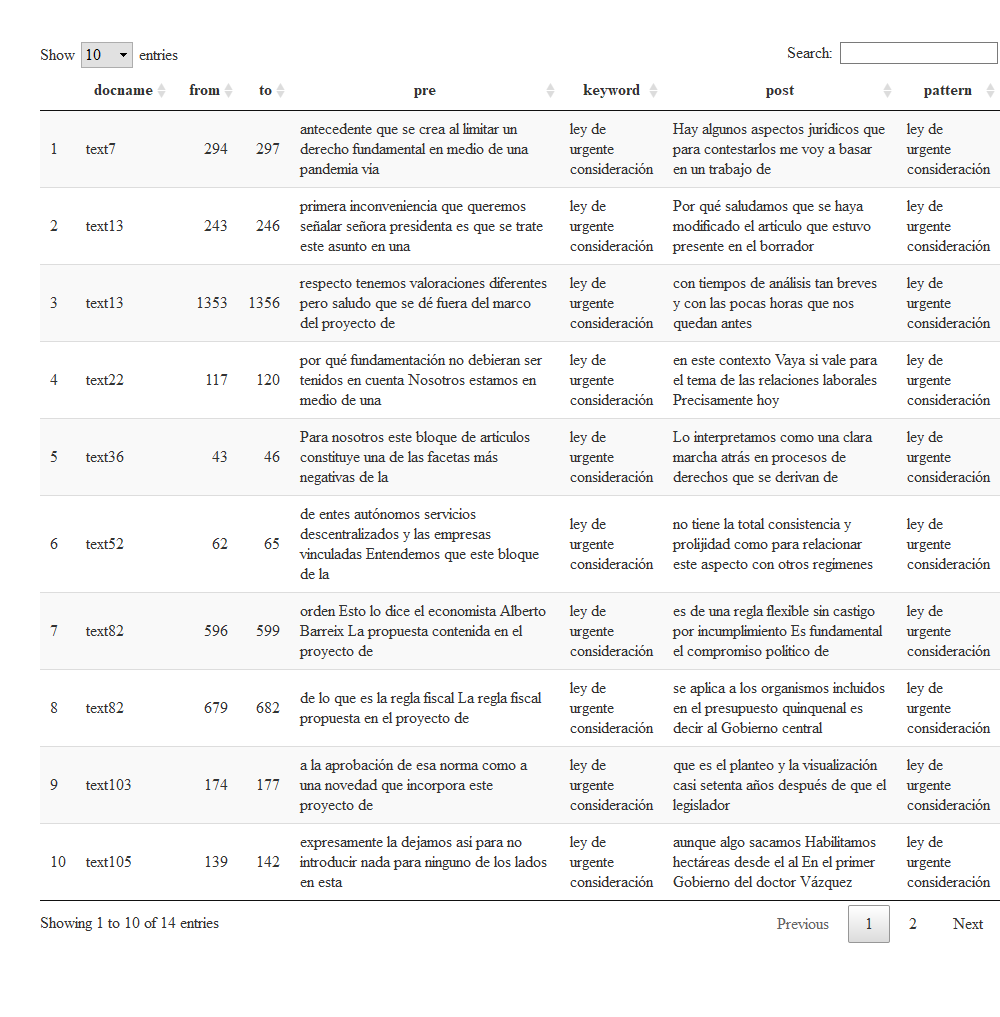 Show 10 entries Search:
docname from to pre keyword post pattern
1 text7 294 297 antecedente que se crea al limitar un derecho fundamental en medio de una pandemia via ley de urgente consideración Hay algunos aspectos juridicos que para contestarlos me voy a basar en un trabajo de ley de urgente consideración
2 text13 243 246 primera inconveniencia que queremos señalar señora presidenta es que se trate este asunto en una ley de urgente consideración Por qué saludamos que se haya modificado el artículo que estuvo presente en el borrador ley de urgente consideración
3 text13 1353 1356 respecto tenemos valoraciones diferentes pero saludo que se dé fuera del marco del proyecto de ley de urgente consideración con tiempos de análisis tan breves y con las pocas horas que nos quedan antes ley de urgente consideración
4 text22 117 120 por qué fundamentación no debieran ser tenidos en cuenta Nosotros estamos en medio de una ley de urgente consideración en este contexto Vaya si vale para el tema de las relaciones laborales Precisamente hoy ley de urgente consideración
5 text36 43 46 Para nosotros este bloque de artículos constituye una de las facetas más negativas de la ley de urgente consideración Lo interpretamos como una clara marcha atrás en procesos de derechos que se derivan de ley de urgente consideración
6 text52 62 65 de entes autónomos servicios descentralizados y las empresas vinculadas Entendemos que este bloque de la ley de urgente consideración no tiene la total consistencia y prolijidad como para relacionar este aspecto con otros regimenes ley de urgente consideración
7 text82 596 599 orden Esto lo dice el economista Alberto Barreix La propuesta contenida en el proyecto de ley de urgente consideración es de una regla flexible sin castigo por incumplimiento Es fundamental el compromiso político de ley de urgente consideración
8 text82 679 682 de lo que es la regla fiscal La regla fiscal propuesta en el proyecto de ley de urgente consideración se aplica a los organismos incluidos en el presupuesto quinquenal es decir al Gobierno central ley de urgente consideración
9 text103 174 177 a la aprobación de esa norma como a una novedad que incorpora este proyecto de ley de urgente consideración que es el planteo y la visualización casi setenta años después de que el legislador ley de urgente consideración
10 text105 139 142 expresamente la dejamos así para no introducir nada para ninguno de los lados en esta ley de urgente consideración aunque algo sacamos Habilitamos hectáreas desde el al En el primer Gobierno del doctor Vázquez ley de urgente consideración
Showing 1 to 10 of 14 entries Previous 1 2 Next